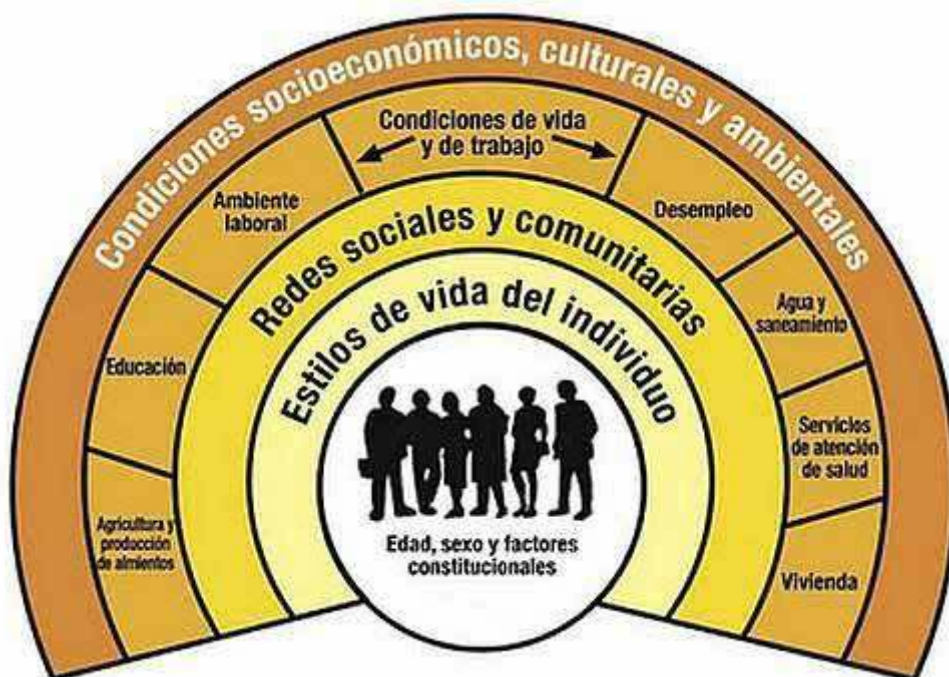 Condiciones socioeconómicos, culturales y ambientales
Condiciones de vida
y de trabajo
Ambiente
laboral
Desempleo
Educación
Agua y
saneamiento
Agricultura y
producción
de almientos
Servicios
de atención
de salud
Vivienda
Redes sociales y comunitarias
Estilos de vida del individuo
Edad, sexo y factores
constitucionales